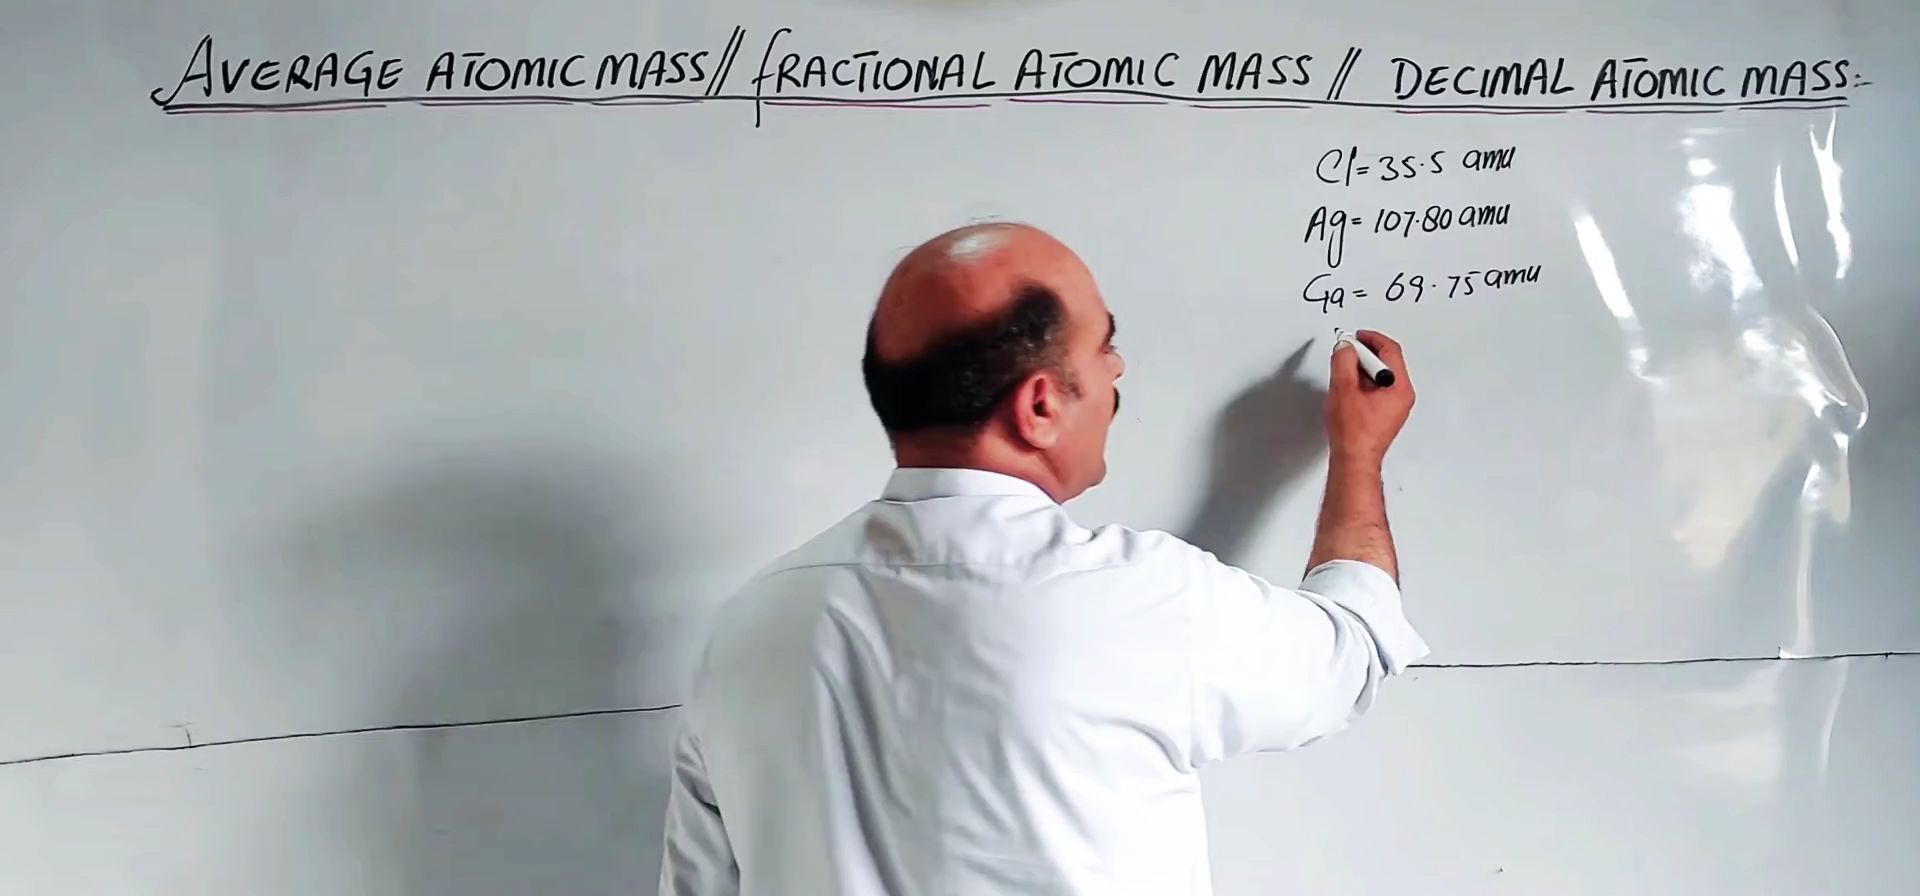 AVERAGE ATOMIC MASS // fRACTIONAL ATOMIC MASS // DECIMAL ATOMIC MASS:-
Cl = 35.5 amu
Ag = 107.80 amu
Ga = 69.75 amu